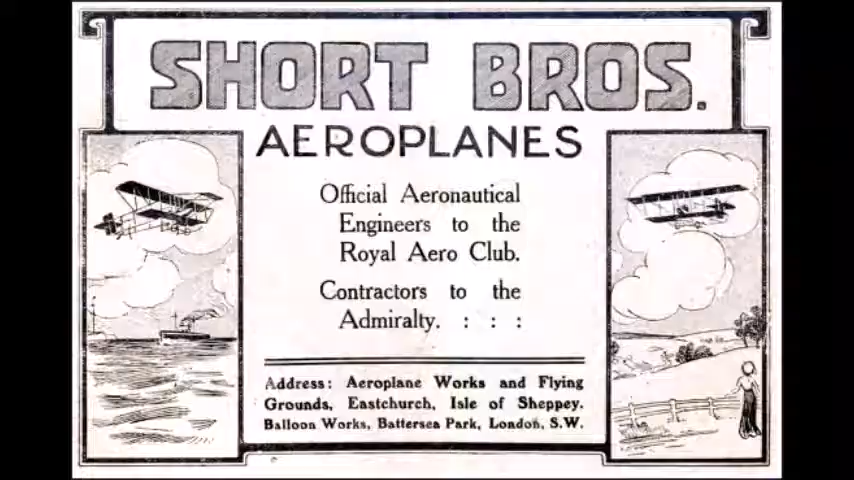 SHORT BROS.
AEROPLANES
Official Aeronautical
Engineers to the
Royal Aero Club.
Contractors to the
Admiralty. : : :
Address: Aeroplane Works and Flying
Grounds, Eastchurch, Isle of Sheppey.
Balloon Works, Battersea Park, London, S.W.